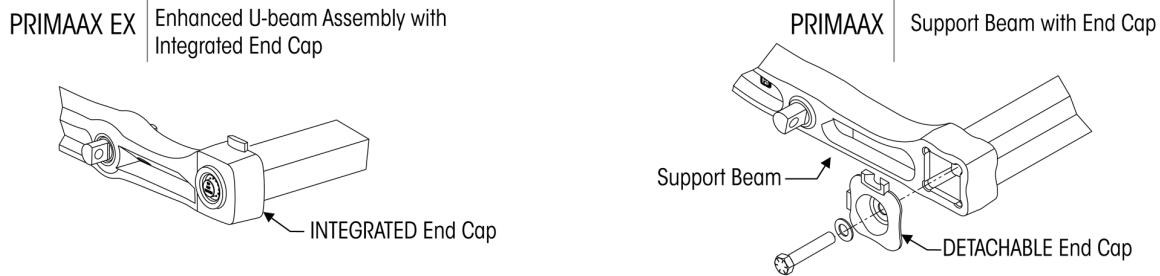 PRIMAAX EX
Enhanced U-beam Assembly with
Integrated End Cap
INTEGRATED End Cap
PRIMAAX
Support Beam with End Cap
Support Beam
DETACHABLE End Cap